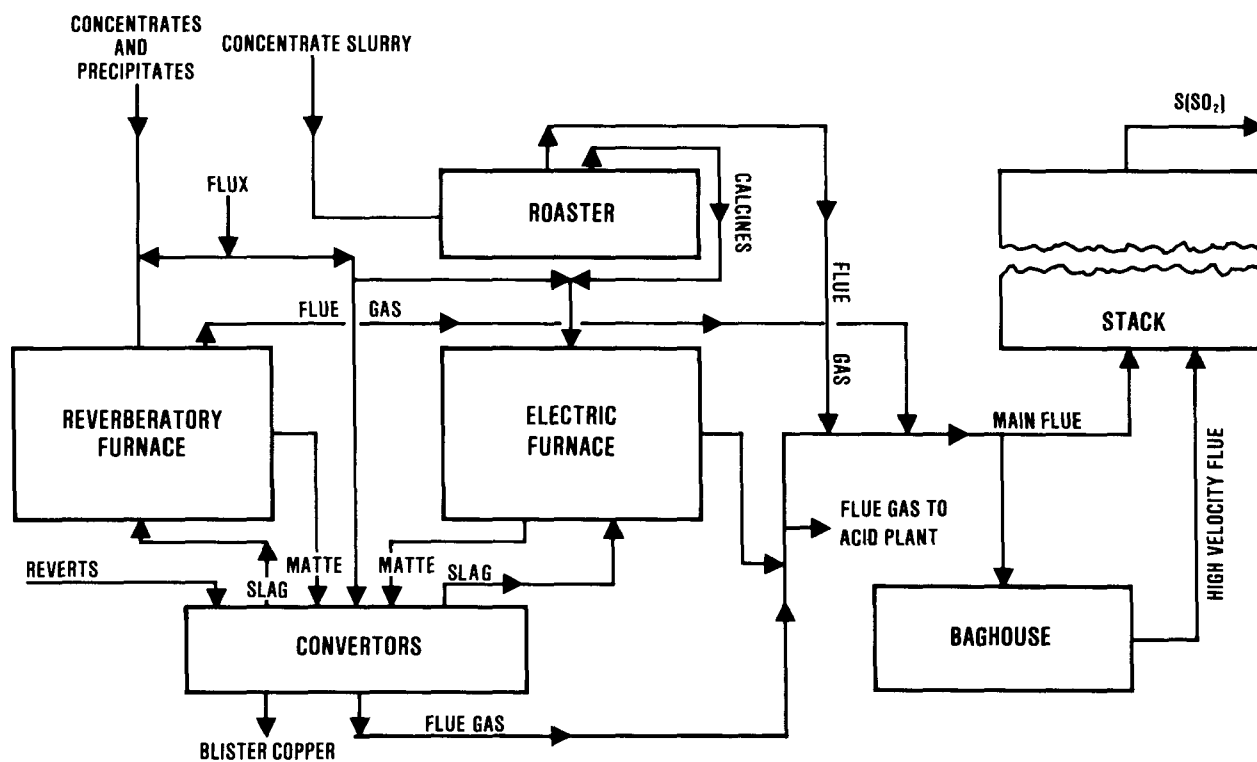 CONCENTRATES
AND
PRECIPITATES
CONCENTRATE SLURRY
S(SO₂)
FLUX
ROASTER
CALCINES
FLUE GAS
FLUE GAS
STACK
REVERBERATORY
FURNACE
ELECTRIC
FURNACE
MAIN FLUE
HIGH VELOCITY FLUE
FLUE GAS TO
ACID PLANT
REVERTS
SLAG
MATTE
MATTE
SLAG
CONVERTORS
BAGHOUSE
FLUE GAS
BLISTER COPPER